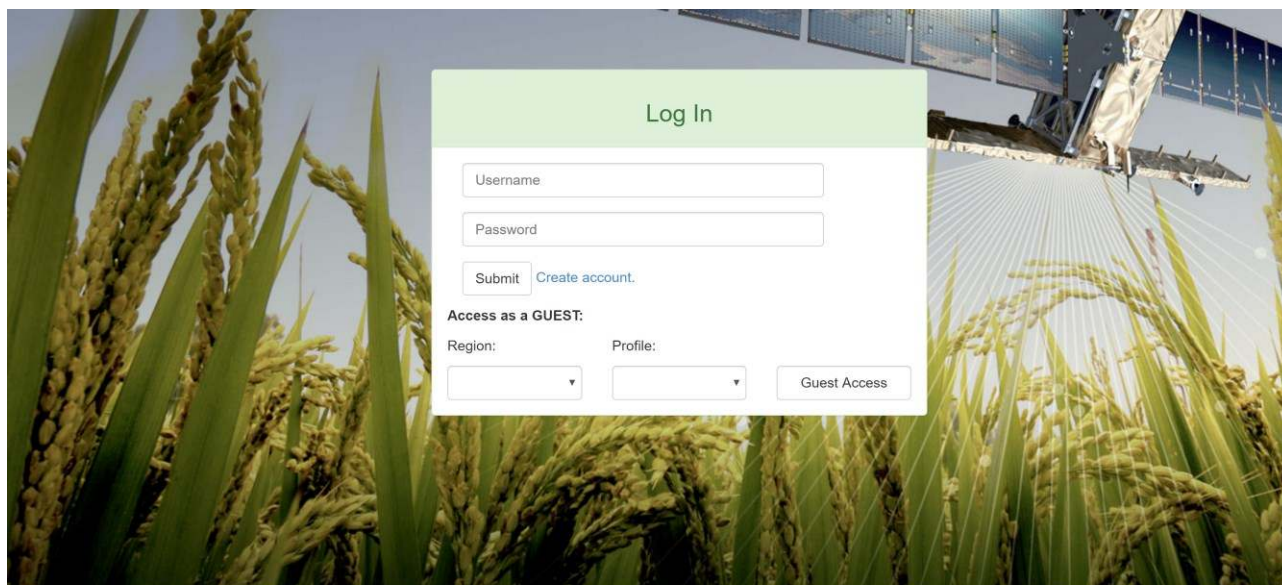 Log In
Username
Password
Submit Create account.
Access as a GUEST:
Region: Profile:
Guest Access